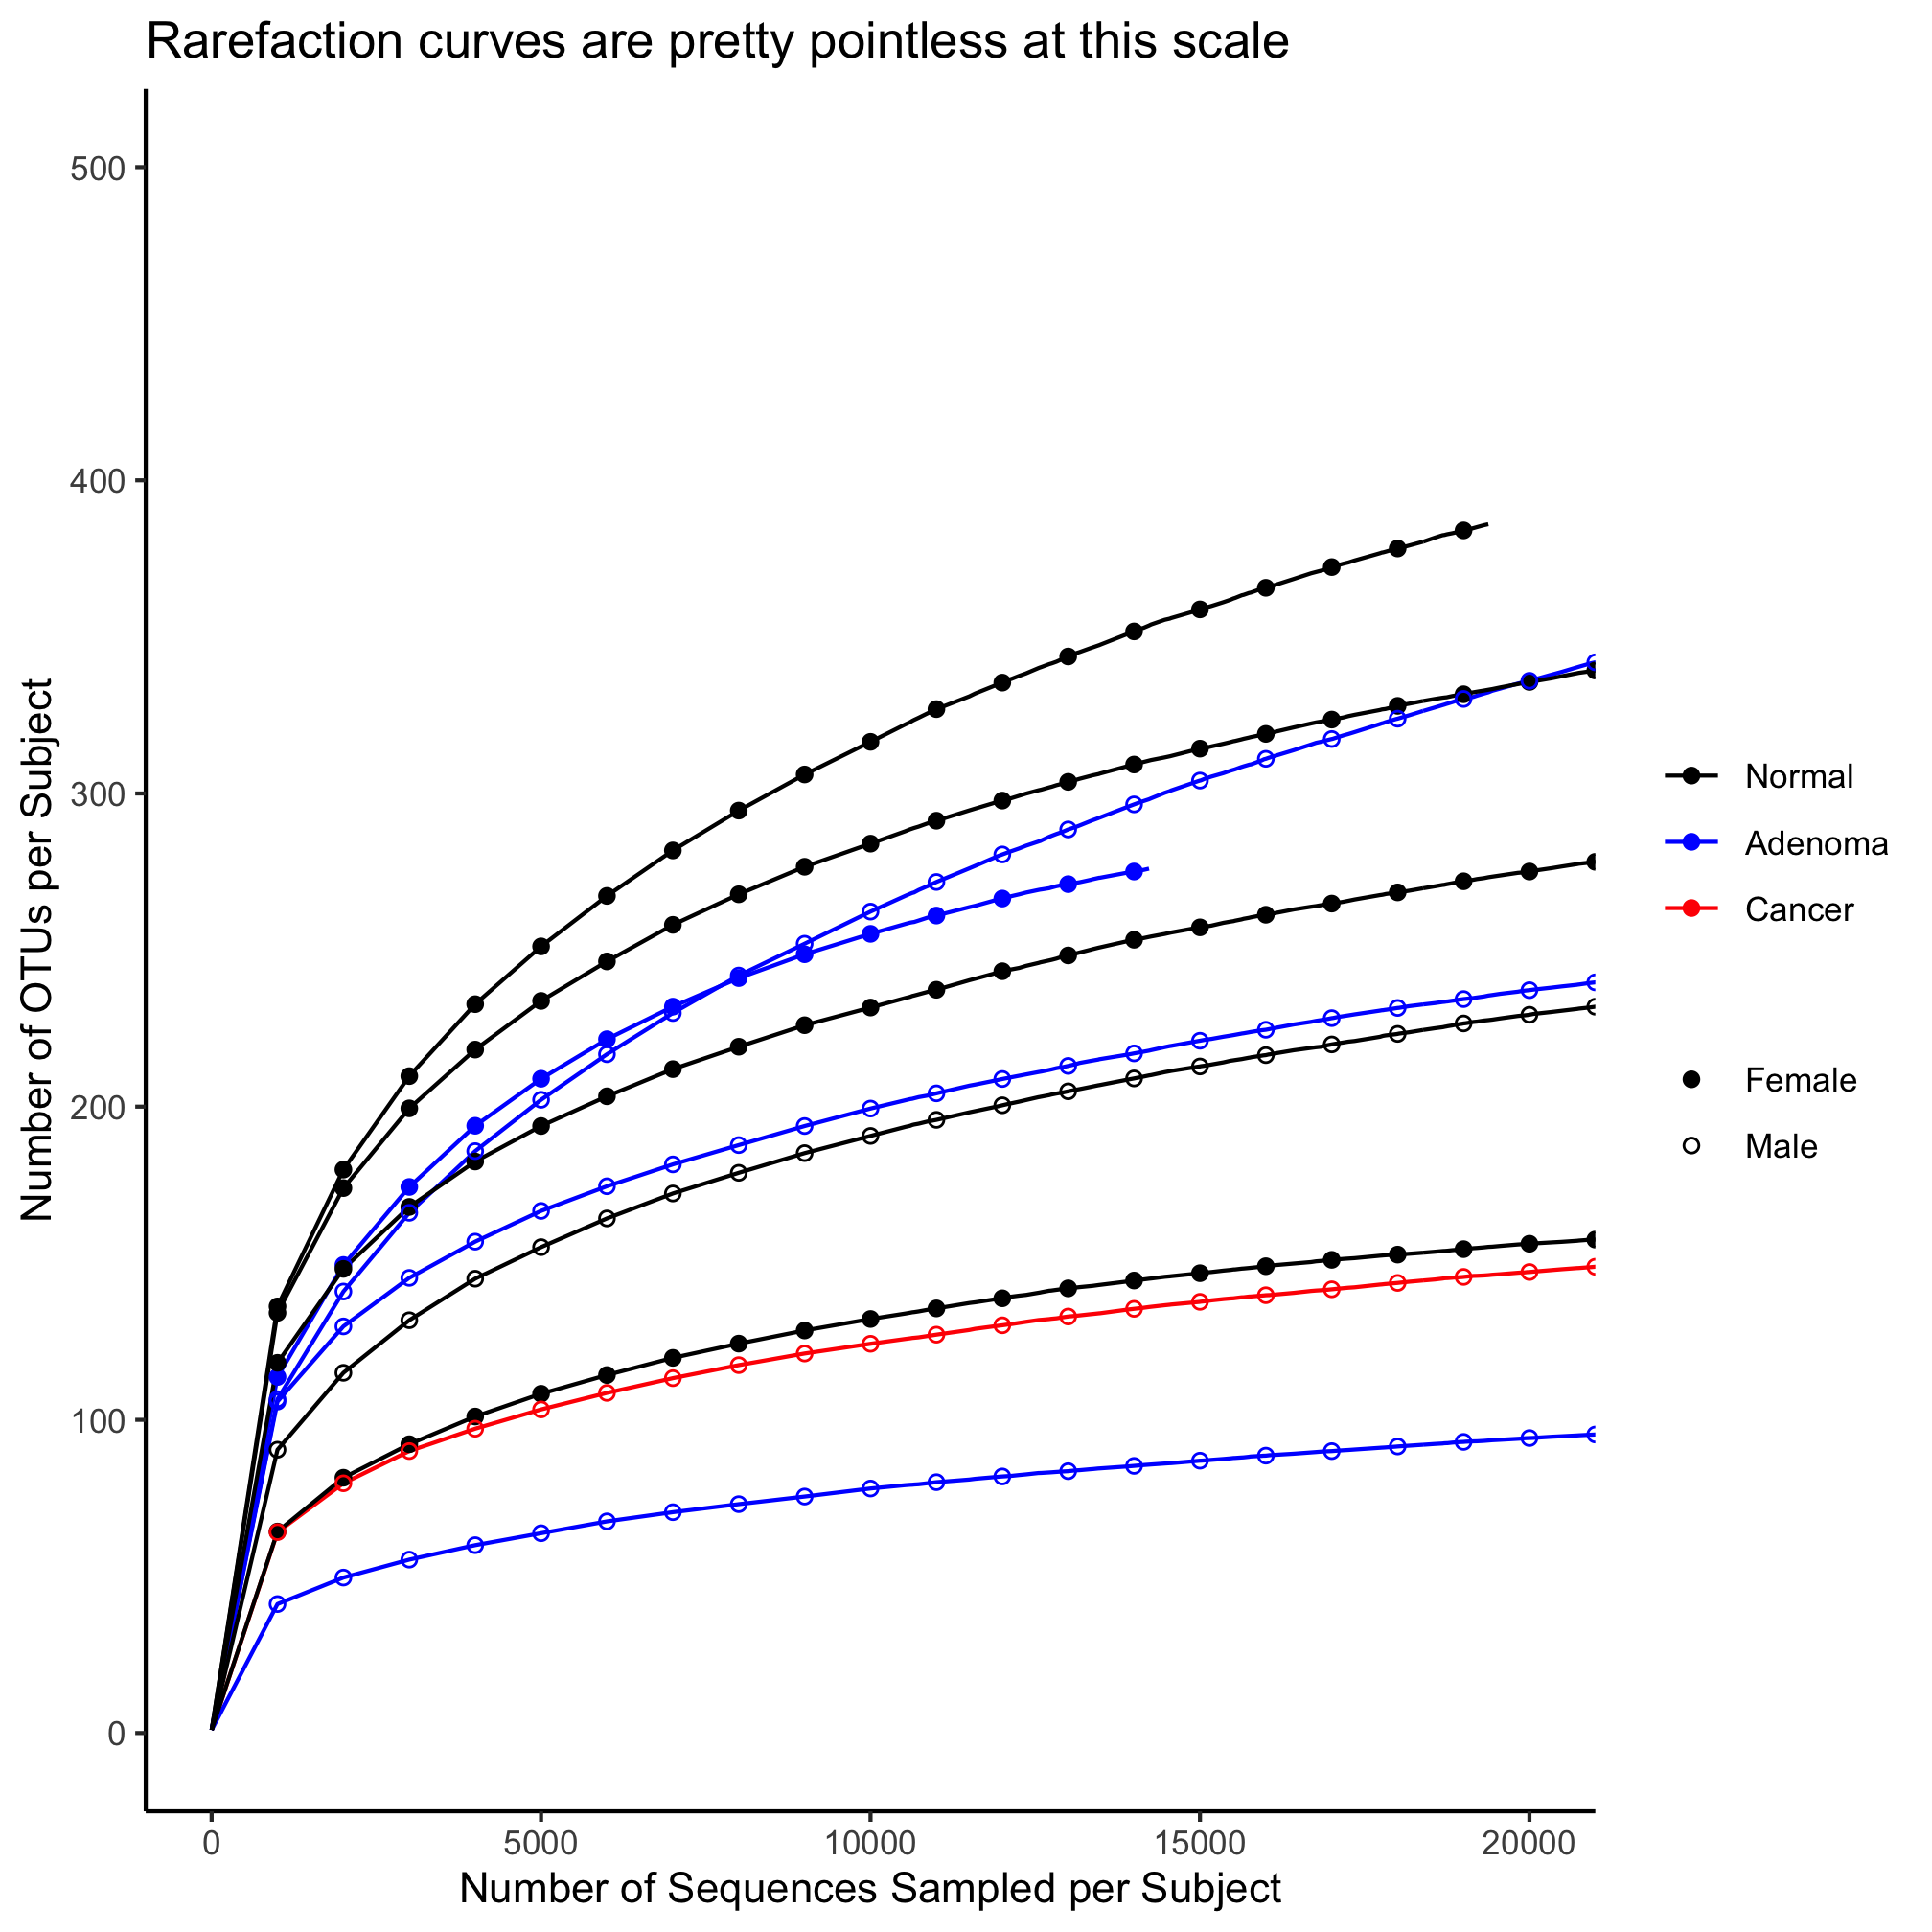 Rarefaction curves are pretty pointless at this scale
Number of OTUs per Subject
500
400
300
200
100
0
0 5000 10000 15000 20000
Number of Sequences Sampled per Subject
Normal
Adenoma
Cancer
Female
Male